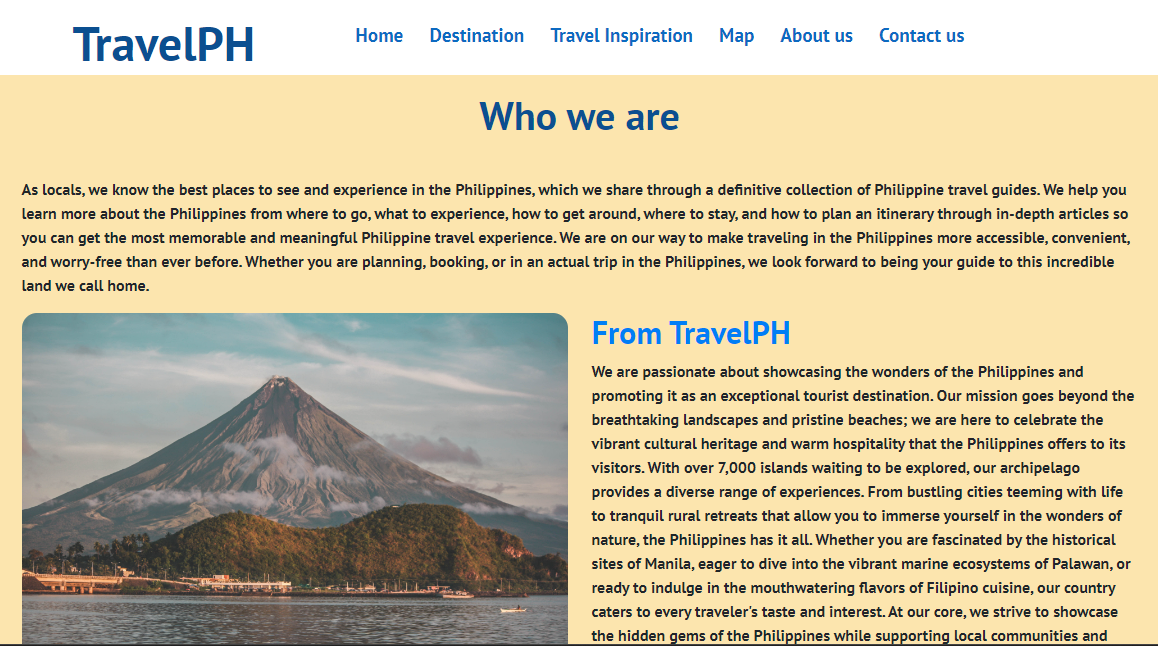 TravelPH
Home Destination Travel Inspiration Map About us Contact us
Who we are
As locals, we know the best places to see and experience in the Philippines, which we share through a definitive collection of Philippine travel guides. We help you
learn more about the Philippines from where to go, what to experience, how to get around, where to stay, and how to plan an itinerary through in-depth articles so
you can get the most memorable and meaningful Philippine travel experience. We are on our way to make traveling in the Philippines more accessible, convenient,
and worry-free than ever before. Whether you are planning, booking, or in an actual trip in the Philippines, we look forward to being your guide to this incredible
land we call home.
From TravelPH
We are passionate about showcasing the wonders of the Philippines and
promoting it as an exceptional tourist destination. Our mission goes beyond the
breathtaking landscapes and pristine beaches; we are here to celebrate the
vibrant cultural heritage and warm hospitality that the Philippines offers to its
visitors. With over 7,000 islands waiting to be explored, our archipelago
provides a diverse range of experiences. From bustling cities teeming with life
to tranquil rural retreats that allow you to immerse yourself in the wonders of
nature, the Philippines has it all. Whether you are fascinated by the historical
sites of Manila, eager to dive into the vibrant marine ecosystems of Palawan, or
ready to indulge in the mouthwatering flavors of Filipino cuisine, our country
caters to every traveler's taste and interest. At our core, we strive to showcase
the hidden gems of the Philippines while supporting local communities and